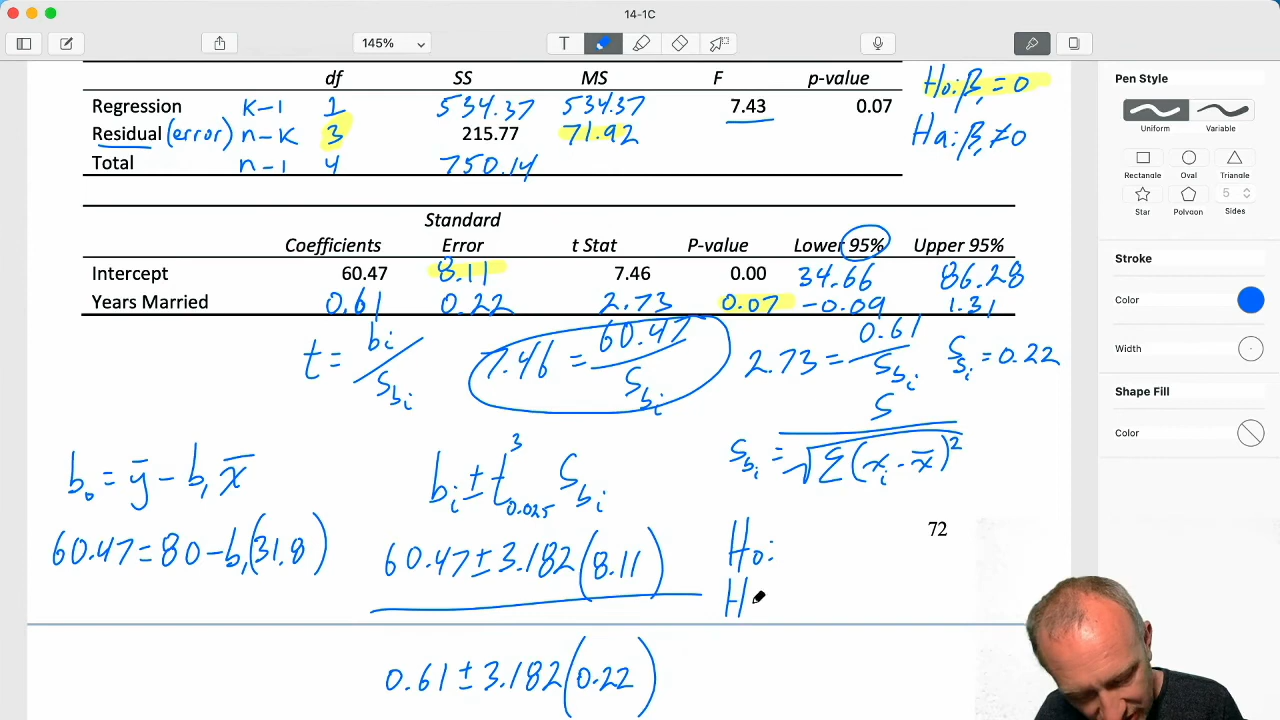 14-1C
145%
T
df SS MS F p-value
Regression K-1 1 534.37 534.37 7.43 0.07
Residual (error) n-K 3 215.77 71.92
Total n-1 4 750.14
Ho: β₁ = 0
Ha: β₁ ≠ 0
Standard
Coefficients Error t Stat P-value Lower 95% Upper 95%
Intercept 60.47 8.11 7.46 0.00 34.66 86.28
Years Married 0.61 0.22 2.73 0.07 -0.09 1.31
t = bi / Sbi
7.46 = 60.47 / Sbi
2.73 = 0.61 / Sbi
Ssi = 0.22
b₀ = ȳ - b₁ x̄
bi ± t³0.025 Sbi
Sbi = S / √Σ(xi - x̄)²
60.47 = 80 - b₁(31.8)
60.47 ± 3.182(8.11)
Ho:
H
72
0.61 ± 3.182(0.22)
Pen Style
Uniform Variable
Rectangle Oval Triangle
5
Star Polygon Sides
Stroke
Color
Width
Shape Fill
Color